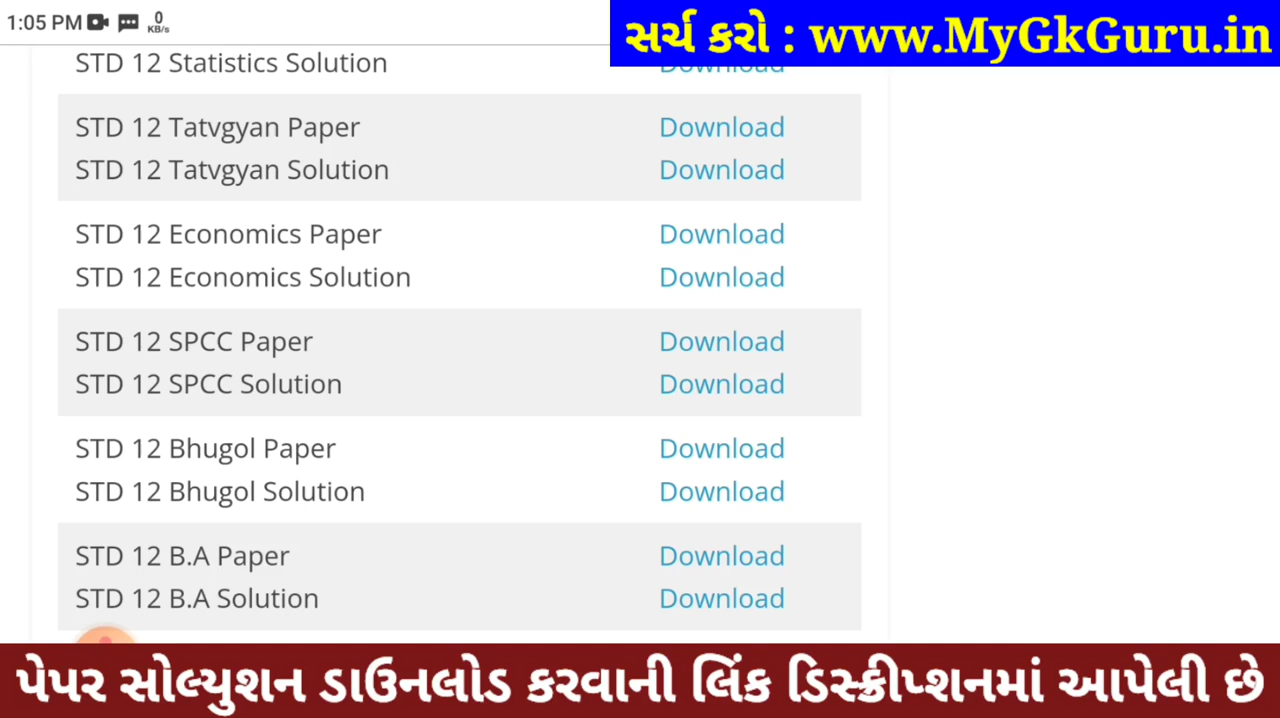 1:05 PM 0 KB/s
સર્ચ કરો : www.MyGkGuru.in
STD 12 Statistics Solution Download
STD 12 Tatvgyan Paper Download
STD 12 Tatvgyan Solution Download
STD 12 Economics Paper Download
STD 12 Economics Solution Download
STD 12 SPCC Paper Download
STD 12 SPCC Solution Download
STD 12 Bhugol Paper Download
STD 12 Bhugol Solution Download
STD 12 B.A Paper Download
STD 12 B.A Solution Download
પેપર સોલ્યુશન ડાઉનલોડ કરવાની લિંક ડિસ્ક્રીપ્શનમાં આપેલી છે